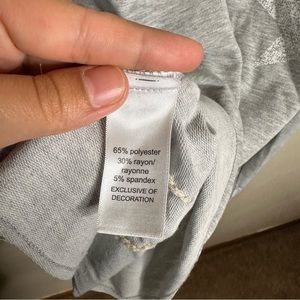 65% polyester
30% rayon/
rayonne
5% spandex
EXCLUSIVE OF
DECORATION